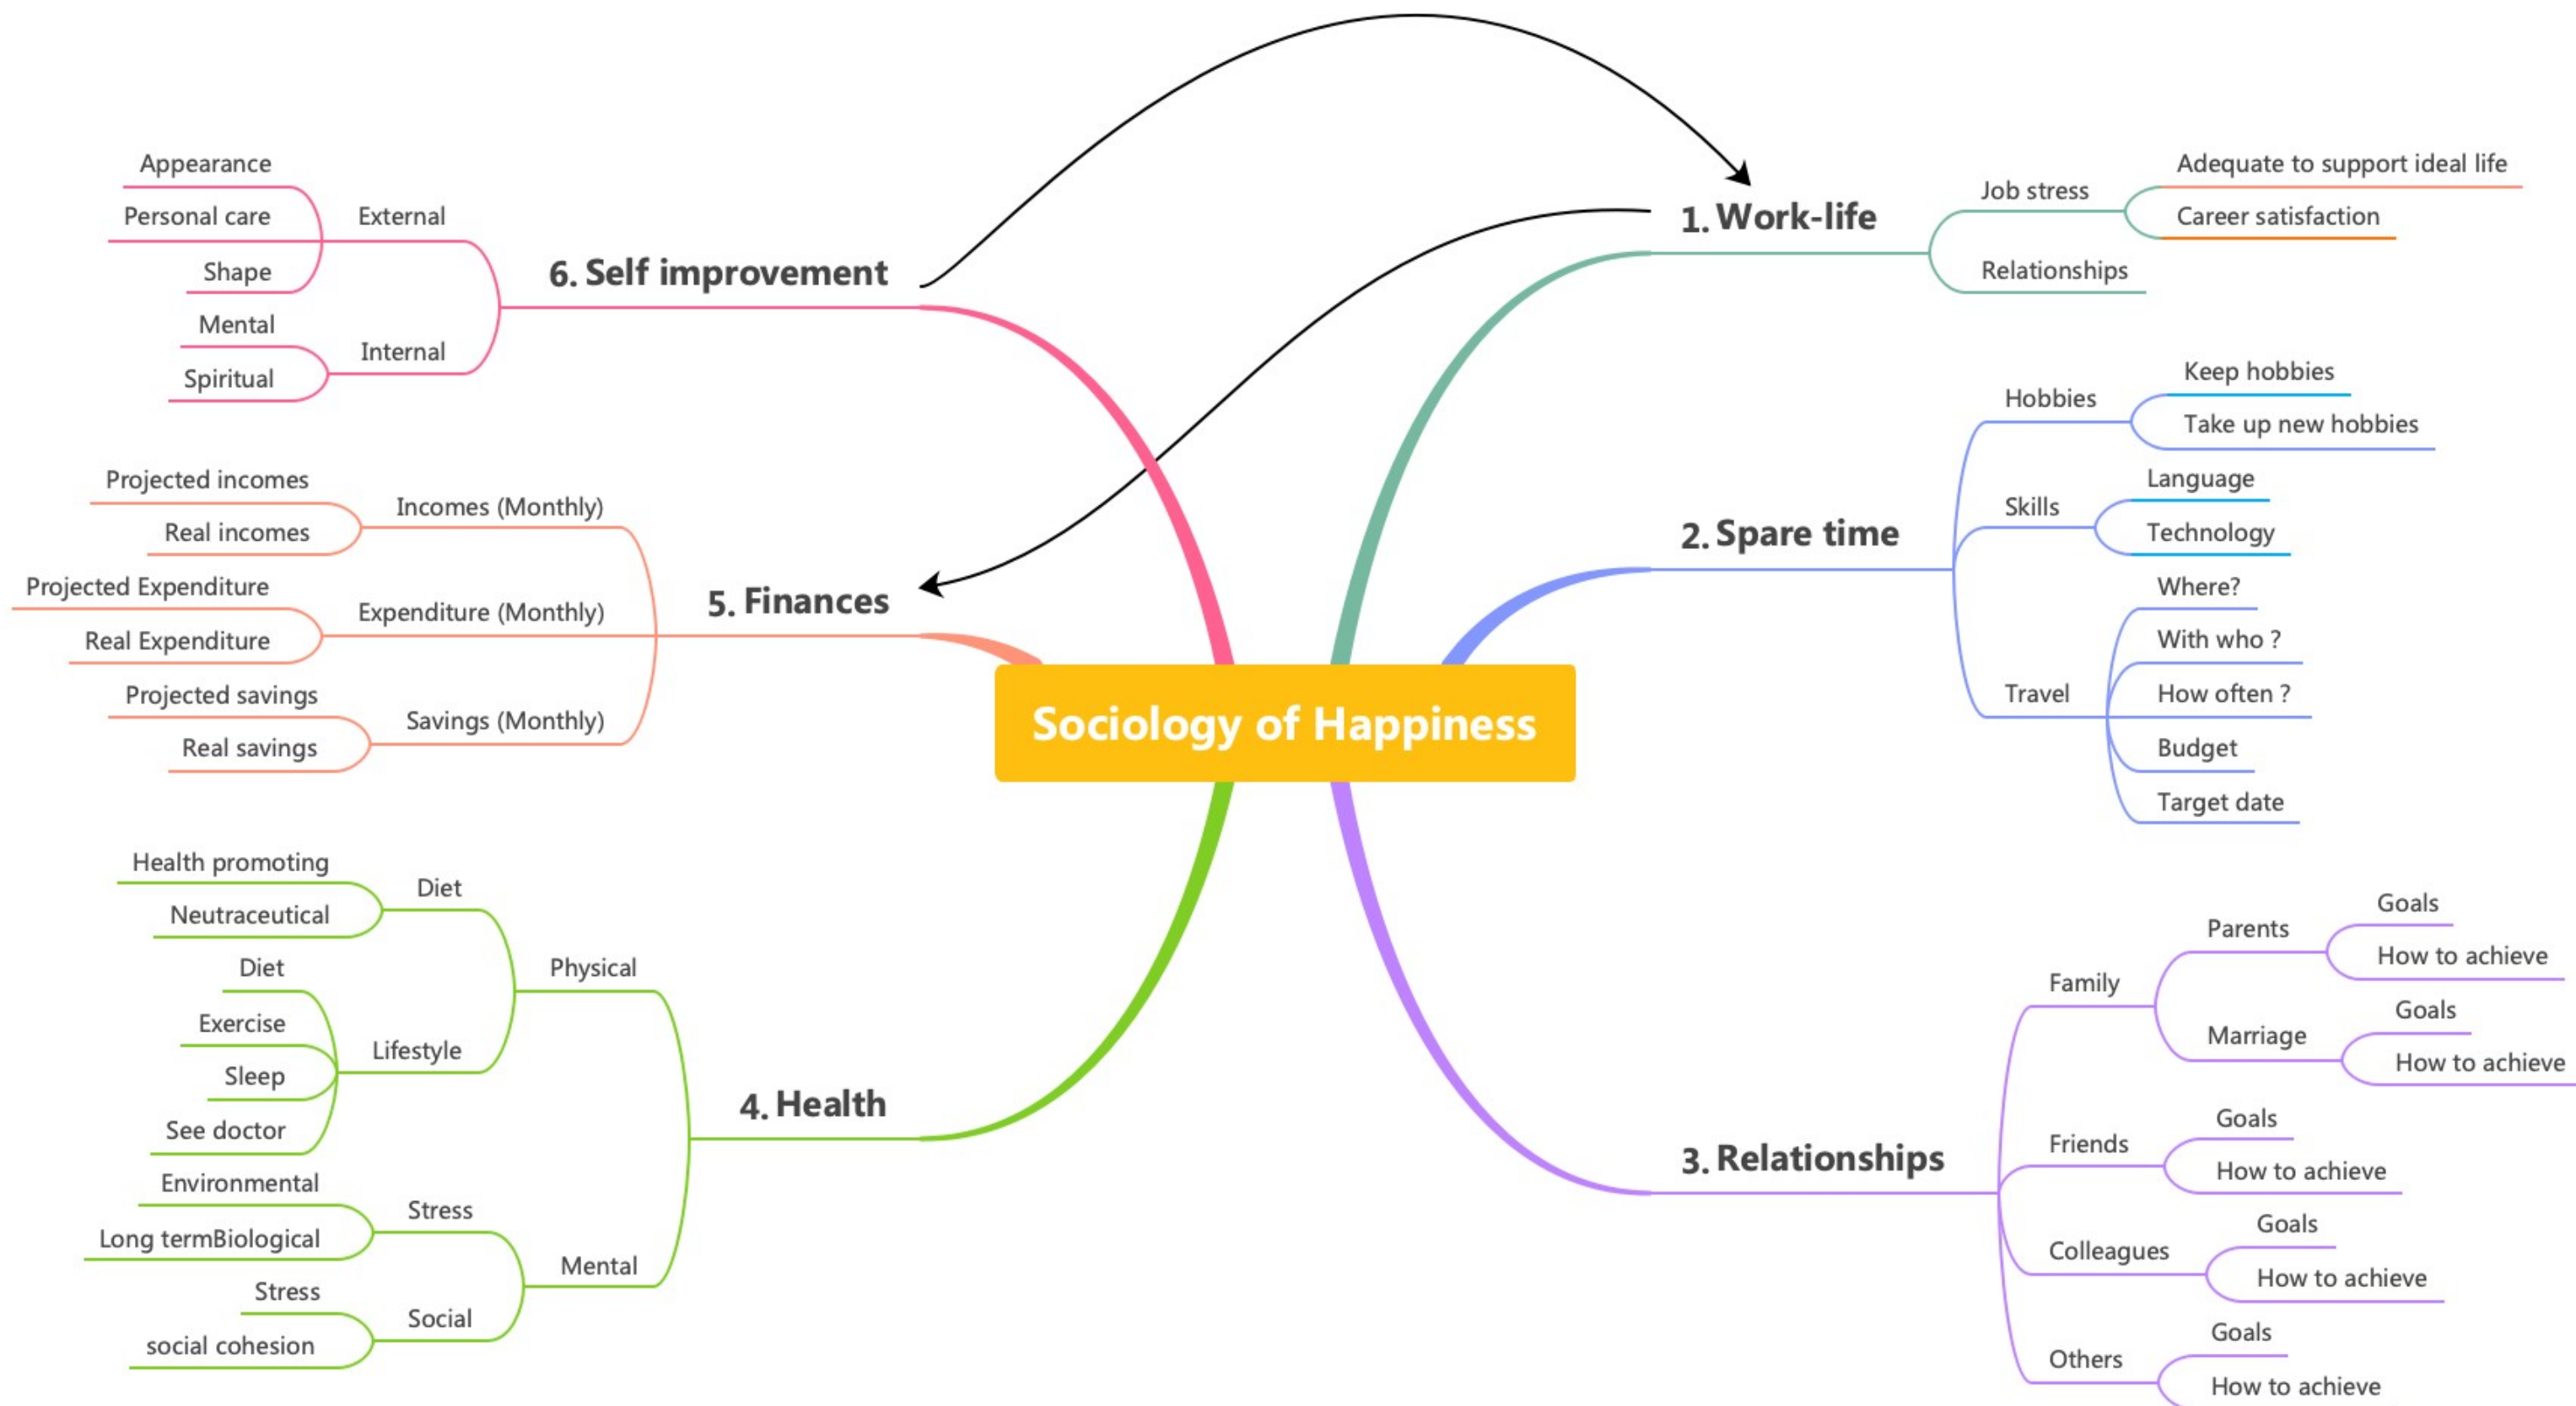 Sociology of Happiness
1. Work-life
Job stress
Adequate to support ideal life
Career satisfaction
Relationships
2. Spare time
Hobbies
Keep hobbies
Take up new hobbies
Skills
Language
Technology
Travel
Where?
With who ?
How often ?
Budget
Target date
3. Relationships
Family
Parents
Goals
How to achieve
Marriage
Goals
How to achieve
Friends
Goals
How to achieve
Colleagues
Goals
How to achieve
Others
Goals
How to achieve
4. Health
Physical
Diet
Health promoting
Neutraceutical
Lifestyle
Diet
Exercise
Sleep
See doctor
Mental
Stress
Environmental
Long termBiological
Social
Stress
social cohesion
5. Finances
Incomes (Monthly)
Projected incomes
Real incomes
Expenditure (Monthly)
Projected Expenditure
Real Expenditure
Savings (Monthly)
Projected savings
Real savings
6. Self improvement
External
Appearance
Personal care
Shape
Internal
Mental
Spiritual